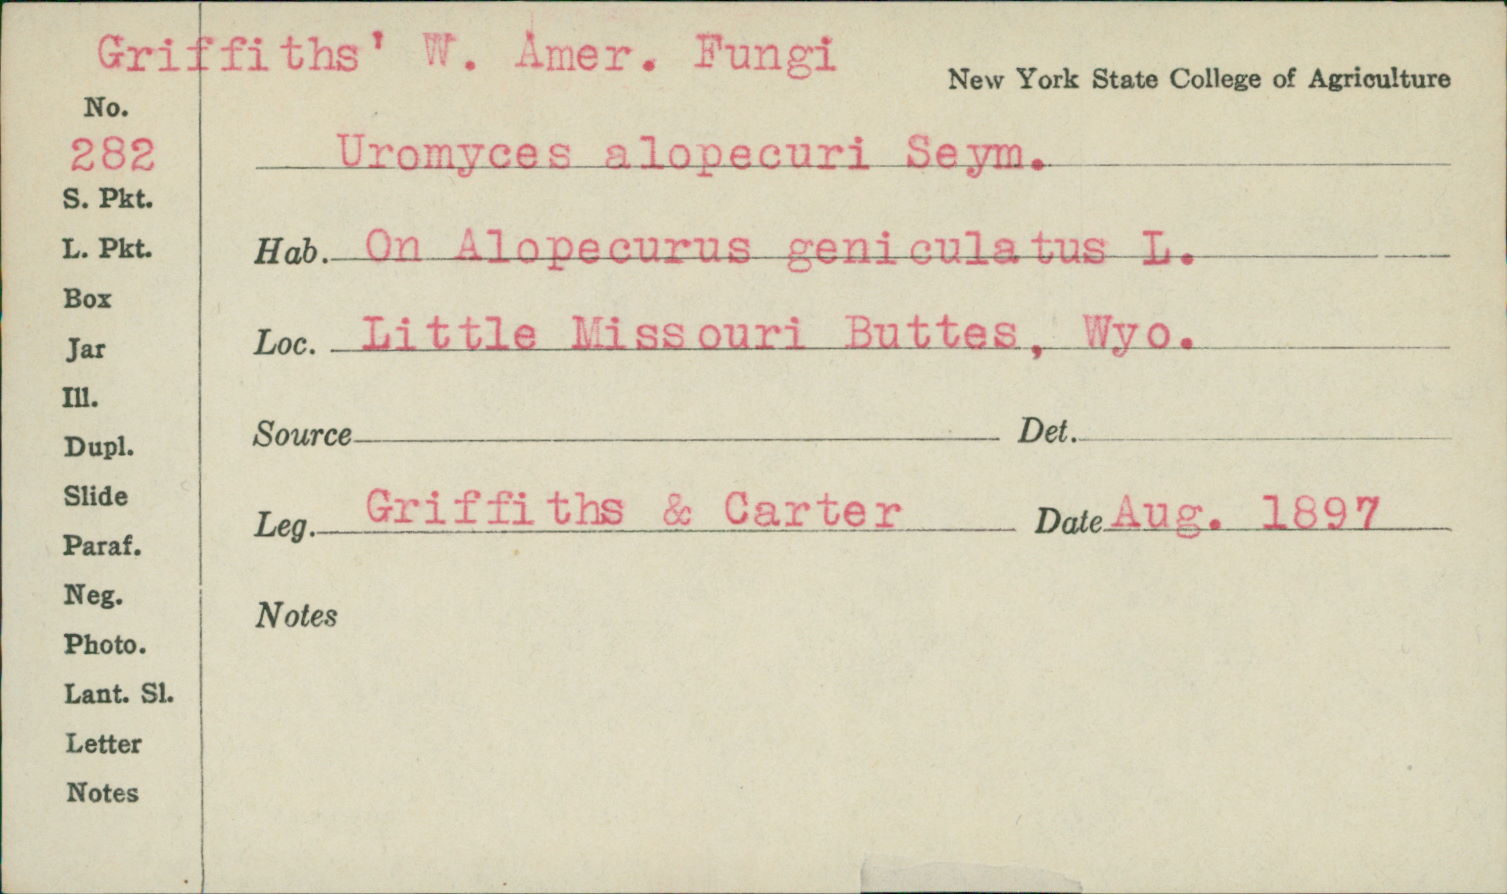 Griffiths' W. Amer. Fungi
New York State College of Agriculture
No.
282
Uromyces alopecuri Seym.
S. Pkt.
L. Pkt.
Hab. On Alopecurus geniculatus L.
Box
Jar
Loc. Little Missouri Buttes, Wyo.
Ill.
Dupl.
Source Det.
Slide
Leg. Griffiths & Carter Date Aug. 1897
Paraf.
Neg.
Notes
Photo.
Lant. Sl.
Letter
Notes